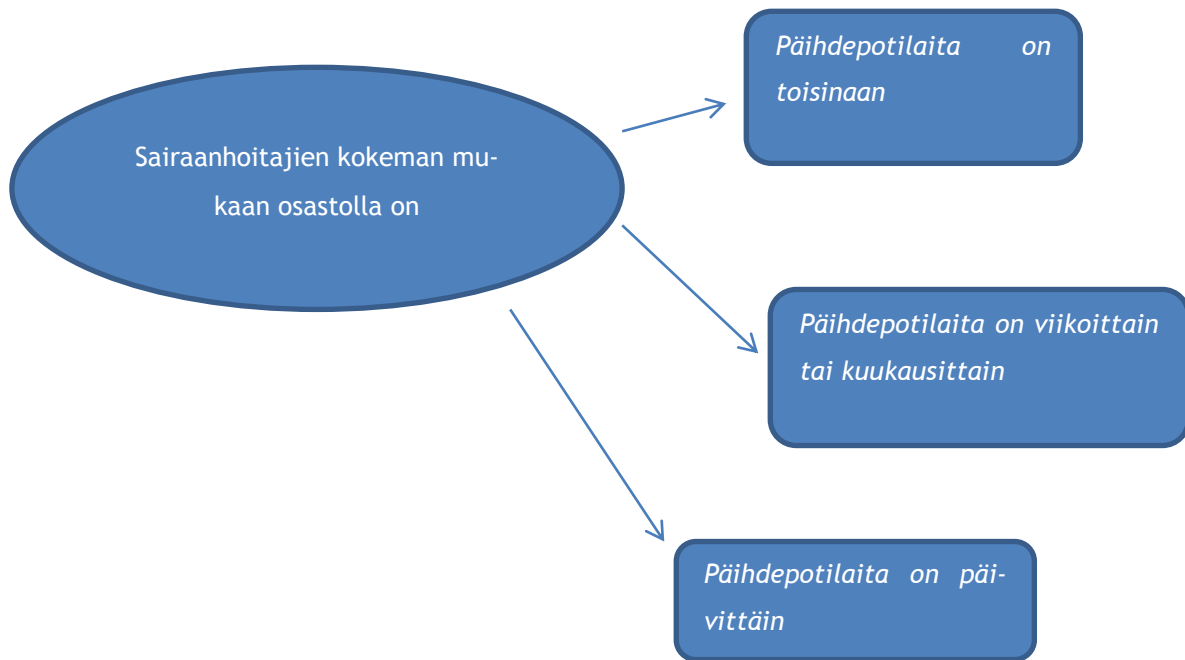 Päihdepotilaita on
toisinaan
Sairaanhoitajien kokeman mu-
kaan osastolla on
Päihdepotilaita on viikoittain
tai kuukausittain
Päihdepotilaita on päi-
vittäin